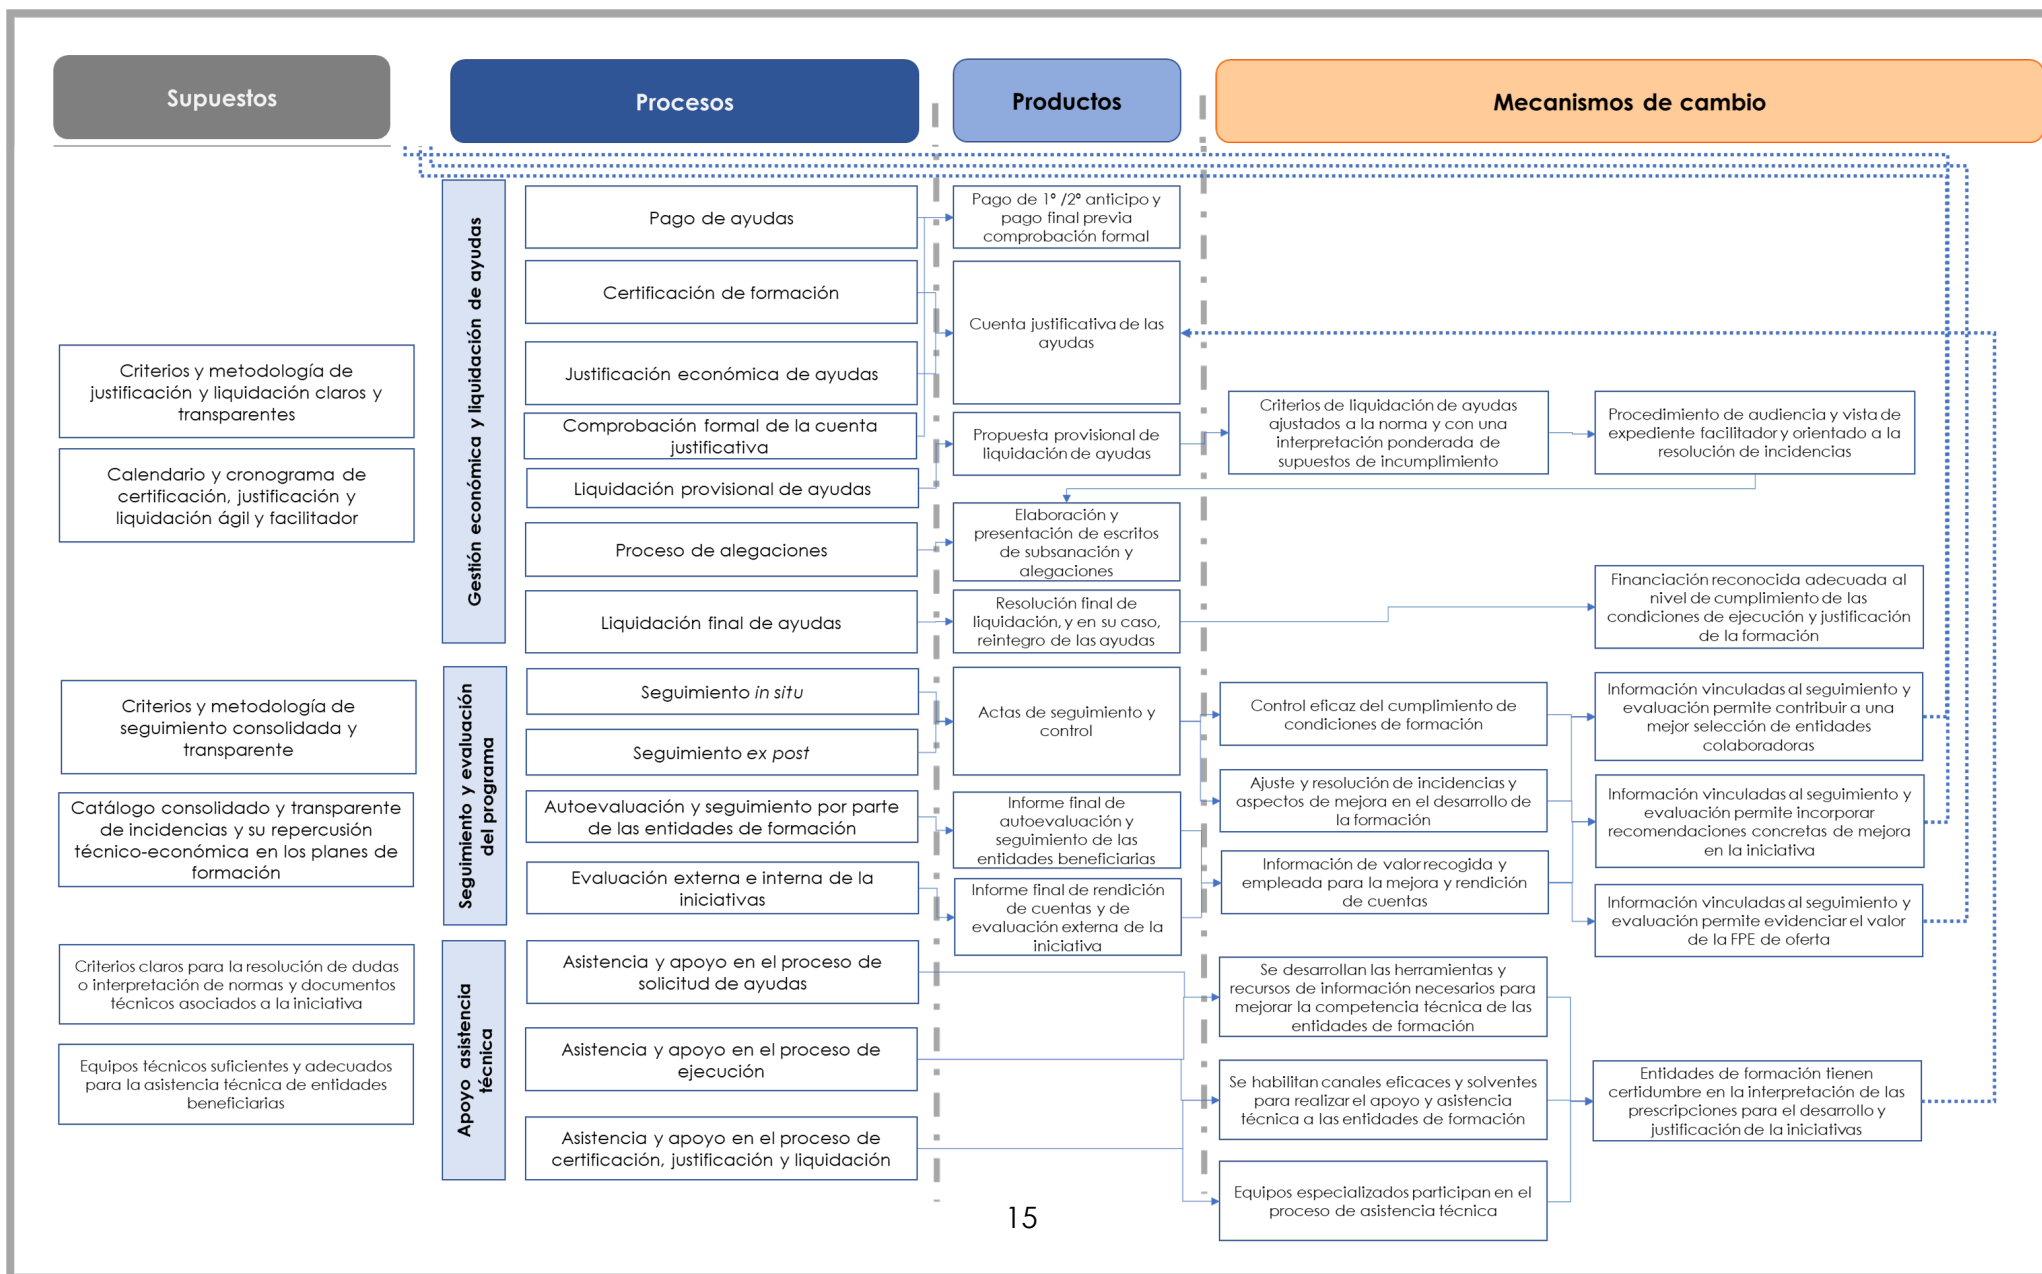 Supuestos
Procesos
Productos
Mecanismos de cambio
Criterios y metodología de
justificación y liquidación claros y
transparentes
Calendario y cronograma de
certificación, justificación y
liquidación ágil y facilitador
Criterios y metodología de
seguimiento consolidada y
transparente
Catálogo consolidado y transparente
de incidencias y su repercusión
técnico-económica en los planes de
formación
Criterios claros para la resolución de dudas
o interpretación de normas y documentos
técnicos asociados a la iniciativa
Equipos técnicos suficientes y adecuados
para la asistencia técnica de entidades
beneficiarias
Gestión económica y liquidación de ayudas
Pago de ayudas
Certificación de formación
Justificación económica de ayudas
Comprobación formal de la cuenta
justificativa
Liquidación provisional de ayudas
Proceso de alegaciones
Liquidación final de ayudas
Seguimiento y evaluación
del programa
Seguimiento in situ
Seguimiento ex post
Autoevaluación y seguimiento por parte
de las entidades de formación
Evaluación externa e interna de la
iniciativas
Apoyo asistencia
técnica
Asistencia y apoyo en el proceso de
solicitud de ayudas
Asistencia y apoyo en el proceso de
ejecución
Asistencia y apoyo en el proceso de
certificación, justificación y liquidación
Pago de 1º /2º anticipo y
pago final previa
comprobación formal
Cuenta justificativa de las
ayudas
Propuesta provisional de
liquidación de ayudas
Elaboración y
presentación de escritos
de subsanación y
alegaciones
Resolución final de
liquidación, y en su caso,
reintegro de las ayudas
Actas de seguimiento y
control
Informe final de
autoevaluación y
seguimiento de las
entidades beneficiarias
Informe final de rendición
de cuentas y de
evaluación externa de la
iniciativa
Criterios de liquidación de ayudas
ajustados a la norma y con una
interpretación ponderada de
supuestos de incumplimiento
Procedimiento de audiencia y vista de
expediente facilitador y orientado a la
resolución de incidencias
Financiación reconocida adecuada al
nivel de cumplimiento de las
condiciones de ejecución y justificación
de la formación
Control eficaz del cumplimiento de
condiciones de formación
Ajuste y resolución de incidencias y
aspectos de mejora en el desarrollo de
la formación
Información de valor recogida y
empleada para la mejora y rendición
de cuentas
Información vinculadas al seguimiento y
evaluación permite contribuir a una
mejor selección de entidades
colaboradoras
Información vinculadas al seguimiento y
evaluación permite incorporar
recomendaciones concretas de mejora
en la iniciativa
Información vinculadas al seguimiento y
evaluación permite evidenciar el valor
de la FPE de oferta
Se desarrollan las herramientas y
recursos de información necesarios para
mejorar la competencia técnica de las
entidades de formación
Se habilitan canales eficaces y solventes
para realizar el apoyo y asistencia
técnica a las entidades de formación
Equipos especializados participan en el
proceso de asistencia técnica
Entidades de formación tienen
certidumbre en la interpretación de las
prescripciones para el desarrollo y
justificación de la iniciativas
15